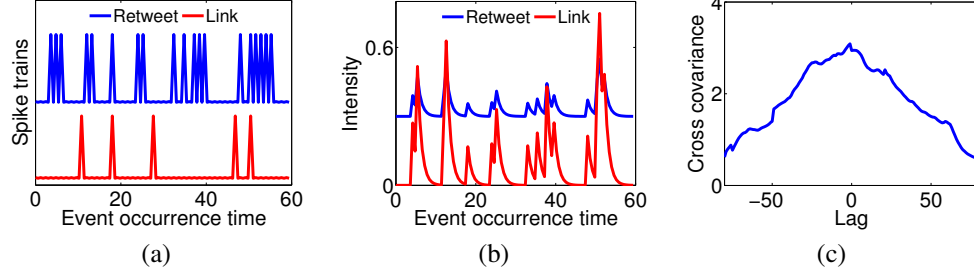 Retweet Link
Spike trains
0 20 40 60
Event occurrence time
(a)
Retweet Link
Intensity
0.6
0
0 20 40 60
Event occurrence time
(b)
Cross covariance
4
2
0
−50 0 50
Lag
(c)